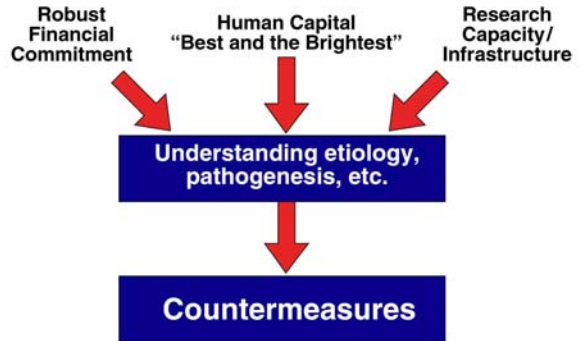 Robust
Financial
Commitment
Human Capital
“Best and the Brightest”
Research
Capacity/
Infrastructure
Understanding etiology,
pathogenesis, etc.
Countermeasures